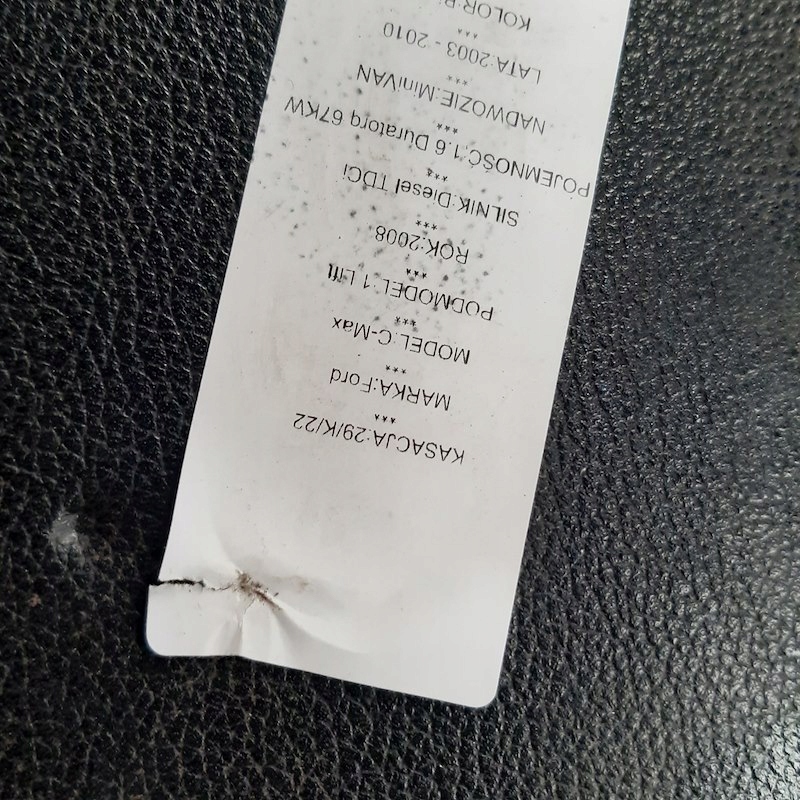 KASACJA:29/K/22
***
MARKA:Ford
***
MODEL:C-Max
***
PODMODEL:1 Lift
***
ROK:2008
***
SILNIK:Diesel TDCi
***
POJEMNOŚĆ:1.6 Duratorq 67KW
***
NADWOZIE:MiniVAN
***
LATA:2003 - 2010
***
KOLOR: